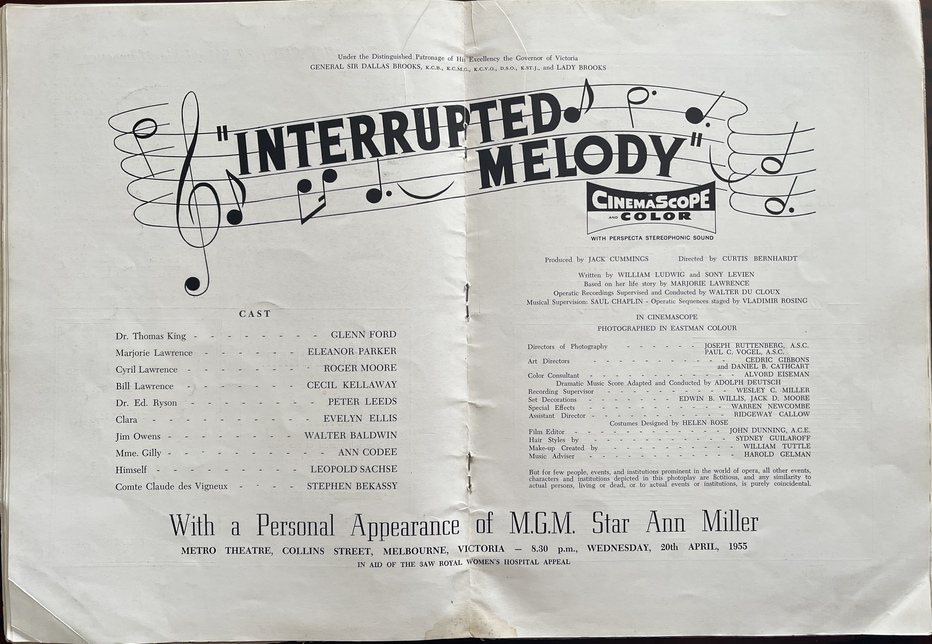 Under the Distinguished Patronage of His Excellency the Governor of Victoria
GENERAL SIR DALLAS BROOKS, K.C.B., K.C.M.G., K.C.V.O., D.S.O., K.ST.J., and LADY BROOKS
"INTERRUPTED
MELODY"
CINEMASCOPE
AND COLOR
WITH PERSPECTA STEREOPHONIC SOUND
CAST
Dr. Thomas King - - - - - - - GLENN FORD
Marjorie Lawrence - - - - - - ELEANOR PARKER
Cyril Lawrence - - - - - - - ROGER MOORE
Bill Lawrence - - - - - - CECIL KELLAWAY
Dr. Ed. Ryson - - - - - - - PETER LEEDS
Clara - - - - - - - - - EVELYN ELLIS
Jim Owens - - - - - - - WALTER BALDWIN
Mme. Gilly - - - - - - - - ANN CODEE
Himself - - - - - - - - LEOPOLD SACHSE
Comte Claude des Vigneux - - - - STEPHEN BEKASSY
Produced by JACK CUMMINGS Directed by CURTIS BERNHARDT
Written by WILLIAM LUDWIG and SONY LEVIEN
Based on her life story by MARJORIE LAWRENCE
Operatic Recordings Supervised and Conducted by WALTER DU CLOUX
Musical Supervision: SAUL CHAPLIN - Operatic Sequences staged by VLADIMIR ROSING
IN CINEMASCOPE
PHOTOGRAPHED IN EASTMAN COLOUR
Directors of Photography - - - - - - - JOSEPH RUTTENBERG, A.S.C.
PAUL C. VOGEL, A.S.C.
Art Directors - - - - - - - - - - CEDRIC GIBBONS
and DANIEL B. CATHCART
Color Consultant - - - - - - - - - - ALVORD EISEMAN
Dramatic Music Score Adapted and Conducted by ADOLPH DEUTSCH
Recording Supervisor - - - - - - - - WESLEY C. MILLER
Set Decorations - - - - - - EDWIN B. WILLIS, JACK D. MOORE
Special Effects - - - - - - - - - WARREN NEWCOMBE
Assistant Director - - - - - - - - - RIDGEWAY CALLOW
Costumes Designed by HELEN ROSE
Film Editor - - - - - - - - - JOHN DUNNING, A.C.E.
Hair Styles by - - - - - - - - - SYDNEY GUILAROFF
Make-up Created by - - - - - - - - WILLIAM TUTTLE
Music Adviser - - - - - - - - - HAROLD GELMAN
But for few people, events, and institutions prominent in the world of opera, all other events,
characters and institutions depicted in this photoplay are fictitious, and any similarity to
actual persons, living or dead, or to actual events or institutions, is purely coincidental.
With a Personal Appearance of M.G.M. Star Ann Miller
METRO THEATRE, COLLINS STREET, MELBOURNE, VICTORIA — 8.30 p.m., WEDNESDAY, 20th APRIL, 1955
IN AID OF THE 3AW ROYAL WOMEN'S HOSPITAL APPEAL